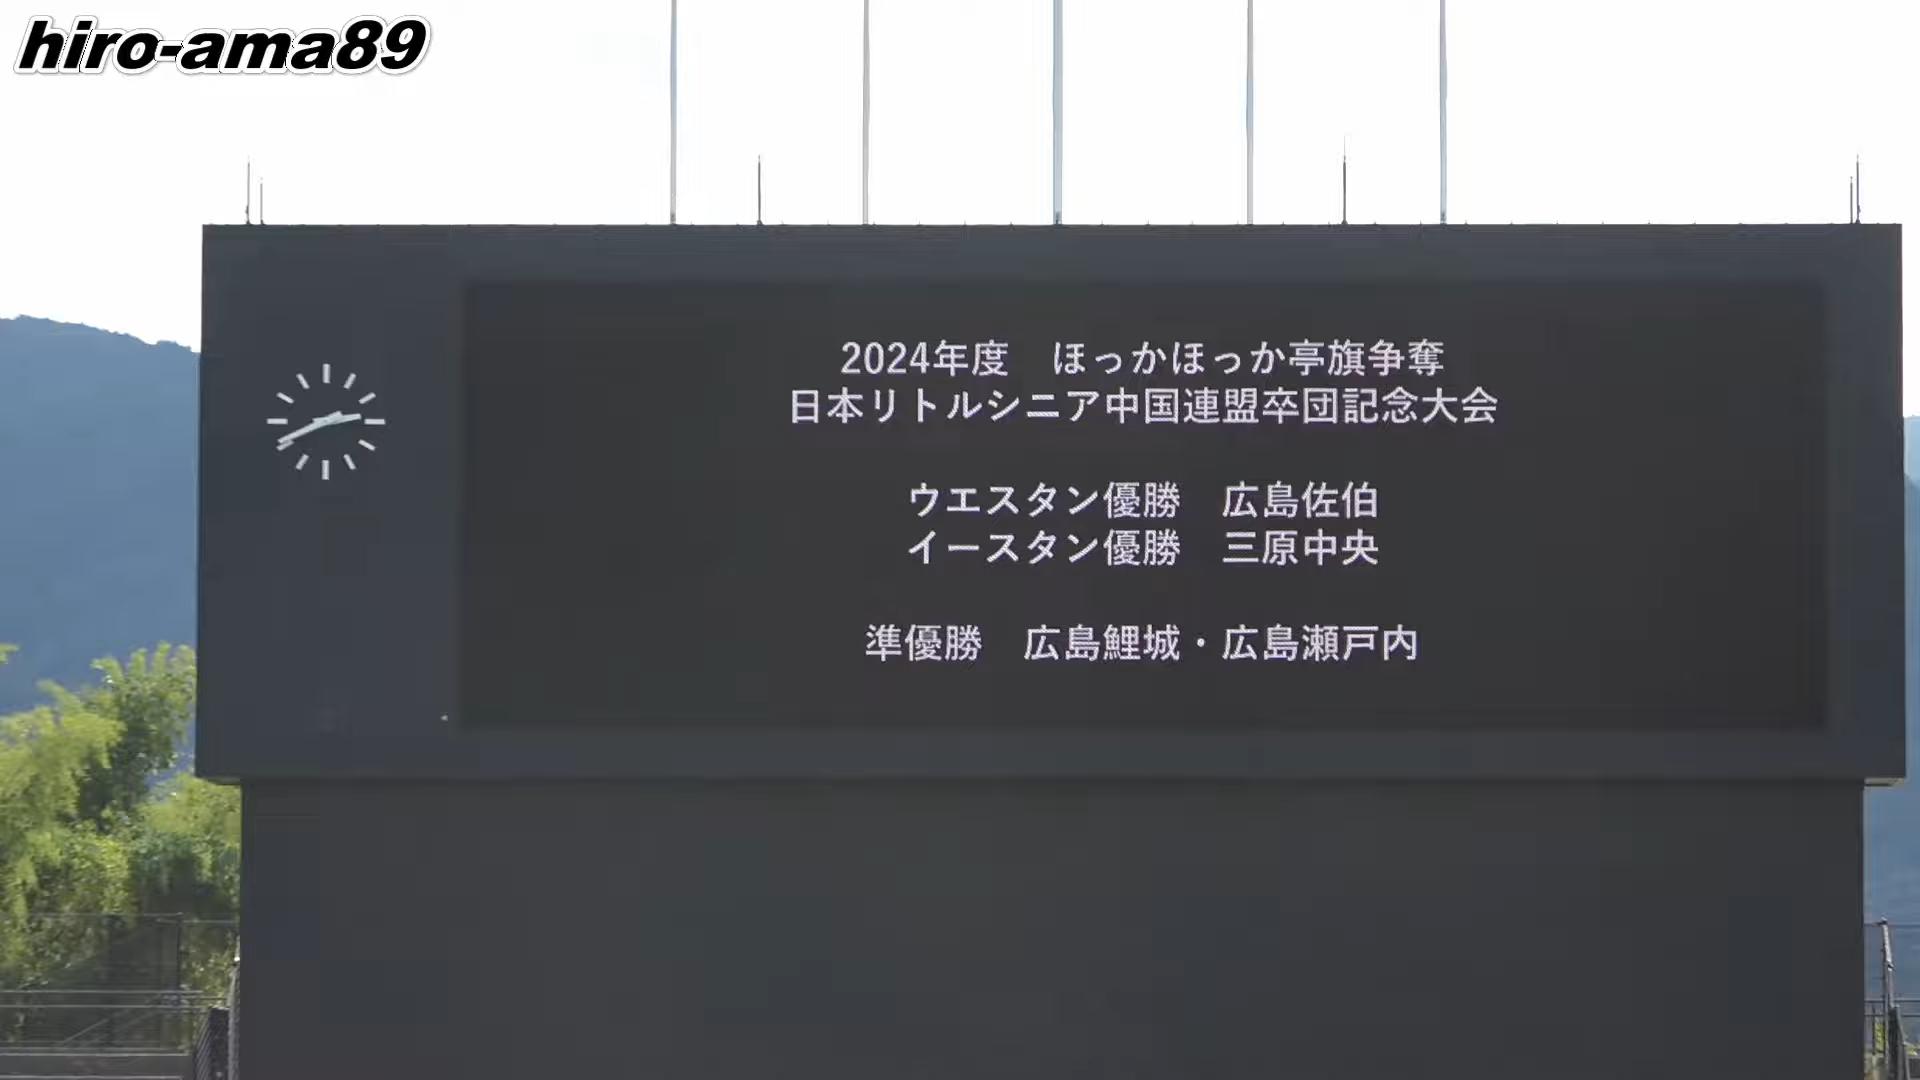 hiro-ama89
2024年度　ほっかほっか亭旗争奪
日本リトルシニア中国連盟卒団記念大会
ウエスタン優勝　広島佐伯
イースタン優勝　三原中央
準優勝　広島鯉城・広島瀬戸内